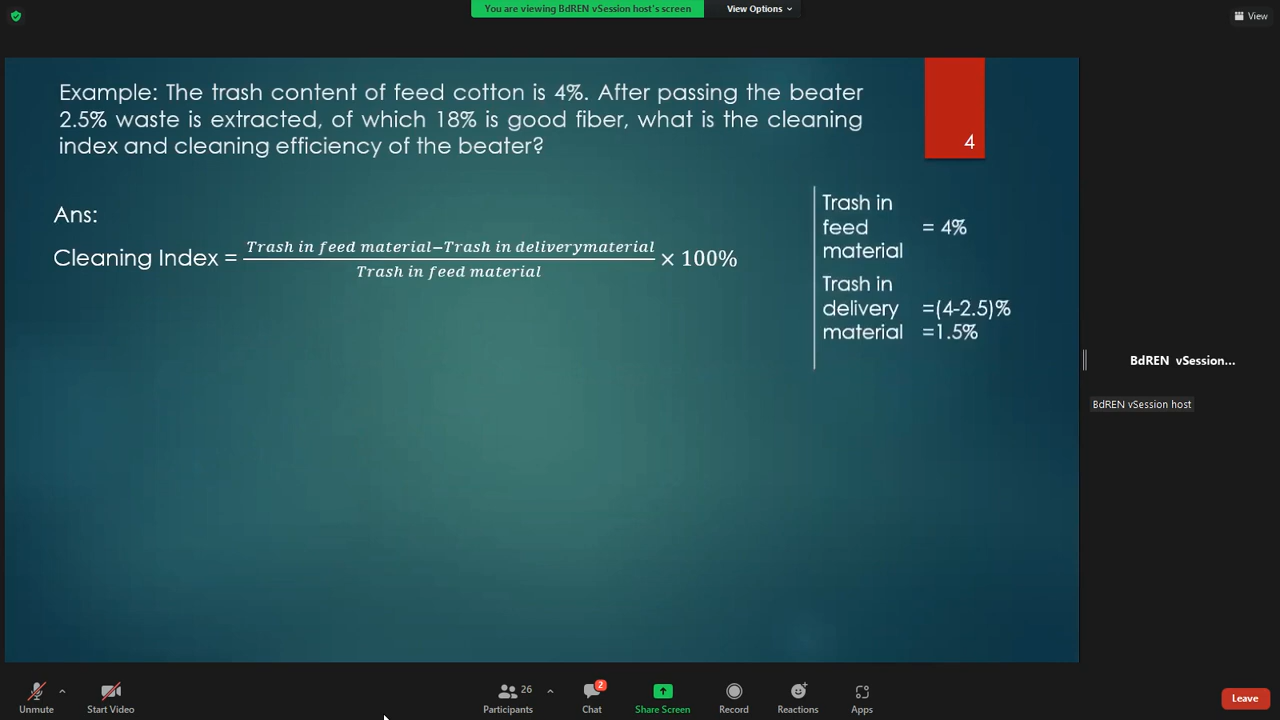 You are viewing BdREN vSession host's screen
View Options
View
Example: The trash content of feed cotton is 4%. After passing the beater
2.5% waste is extracted, of which 18% is good fiber, what is the cleaning
index and cleaning efficiency of the beater?
4
Ans:
Cleaning Index = \frac{Trash in feed material−Trash in deliverymaterial}{Trash in feed material} × 100%
Trash in
feed = 4%
material
Trash in
delivery =(4-2.5)%
material =1.5%
BdREN vSession...
BdREN vSession host
Unmute
Start Video
26
Participants
2
Chat
Share Screen
Record
Reactions
Apps
Leave